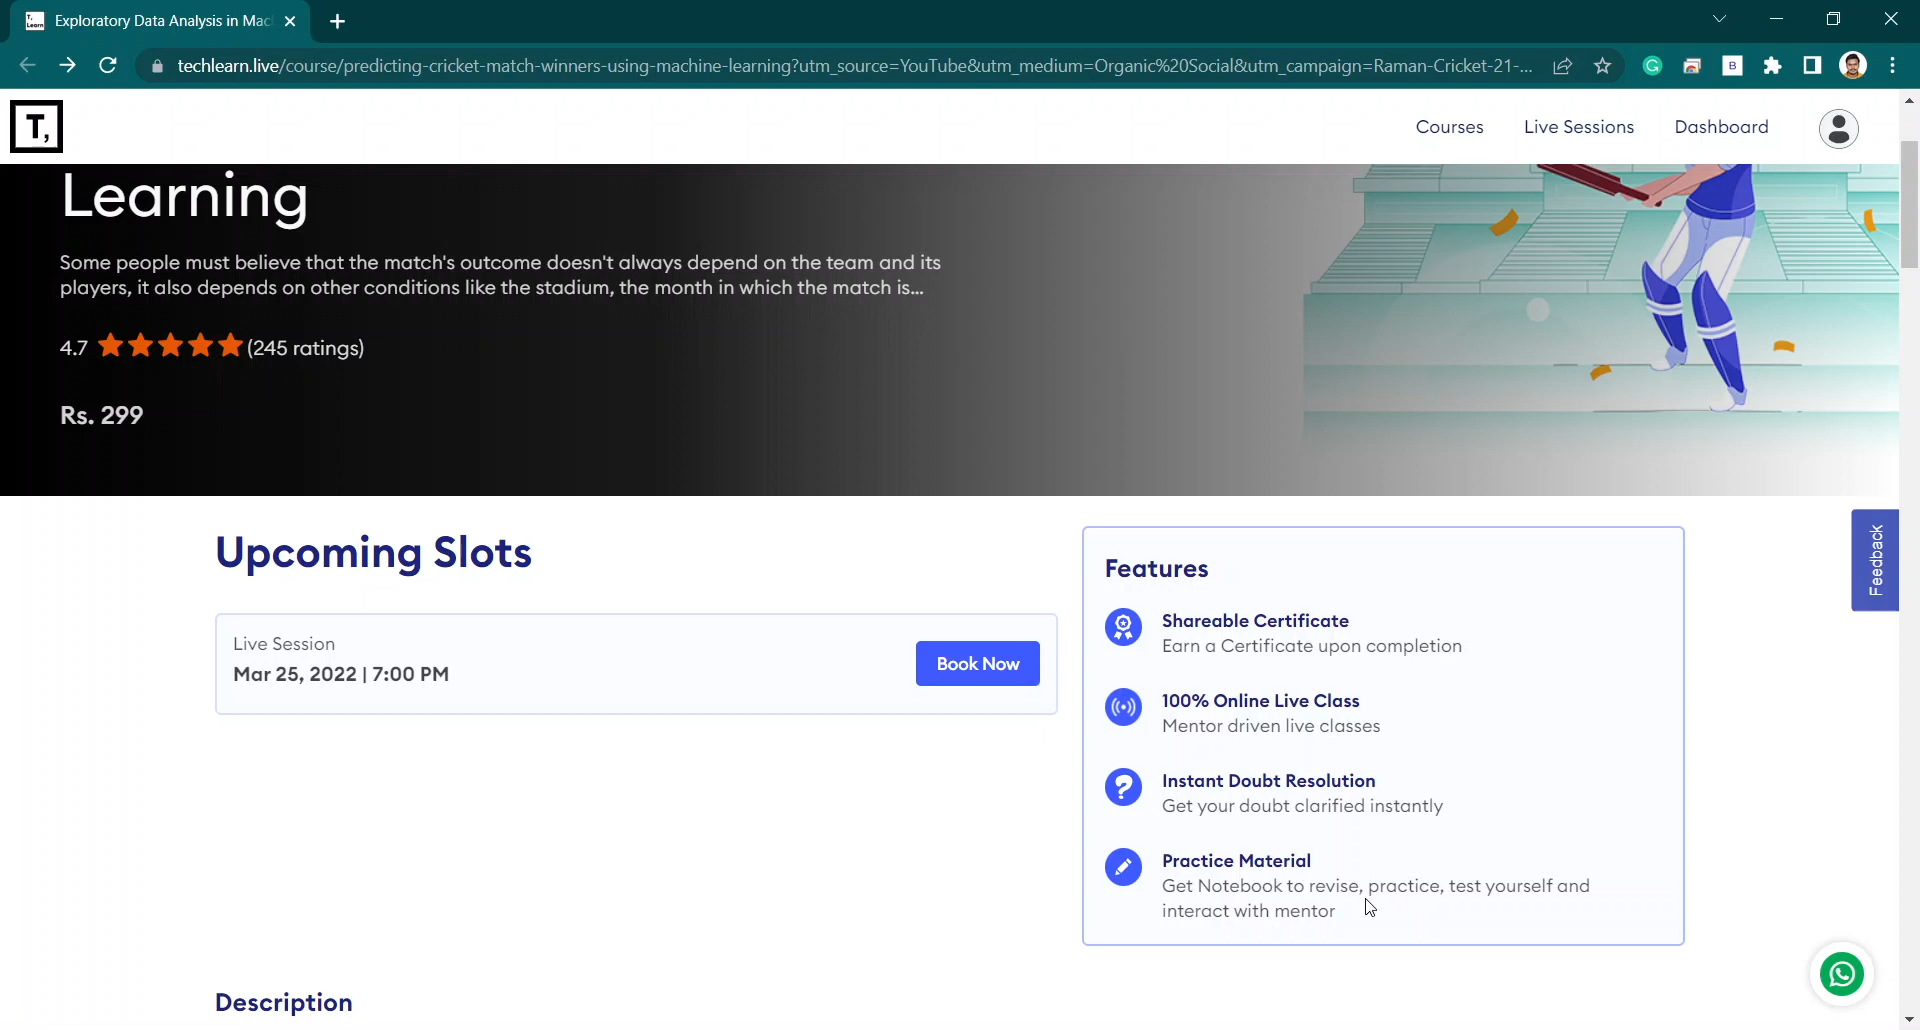 T, Learn
Exploratory Data Analysis in Mac
techlearn.live/course/predicting-cricket-match-winners-using-machine-learning?utm_source=YouTube&utm_medium=Organic%20Social&utm_campaign=Raman-Cricket-21-...
G
B
T,
Courses
Live Sessions
Dashboard
Learning
Some people must believe that the match's outcome doesn't always depend on the team and its
players, it also depends on other conditions like the stadium, the month in which the match is...
4.7 (245 ratings)
Rs. 299
Upcoming Slots
Live Session
Mar 25, 2022 | 7:00 PM
Book Now
Features
Shareable Certificate
Earn a Certificate upon completion
100% Online Live Class
Mentor driven live classes
?
Instant Doubt Resolution
Get your doubt clarified instantly
Practice Material
Get Notebook to revise, practice, test yourself and
interact with mentor
Feedback
Description